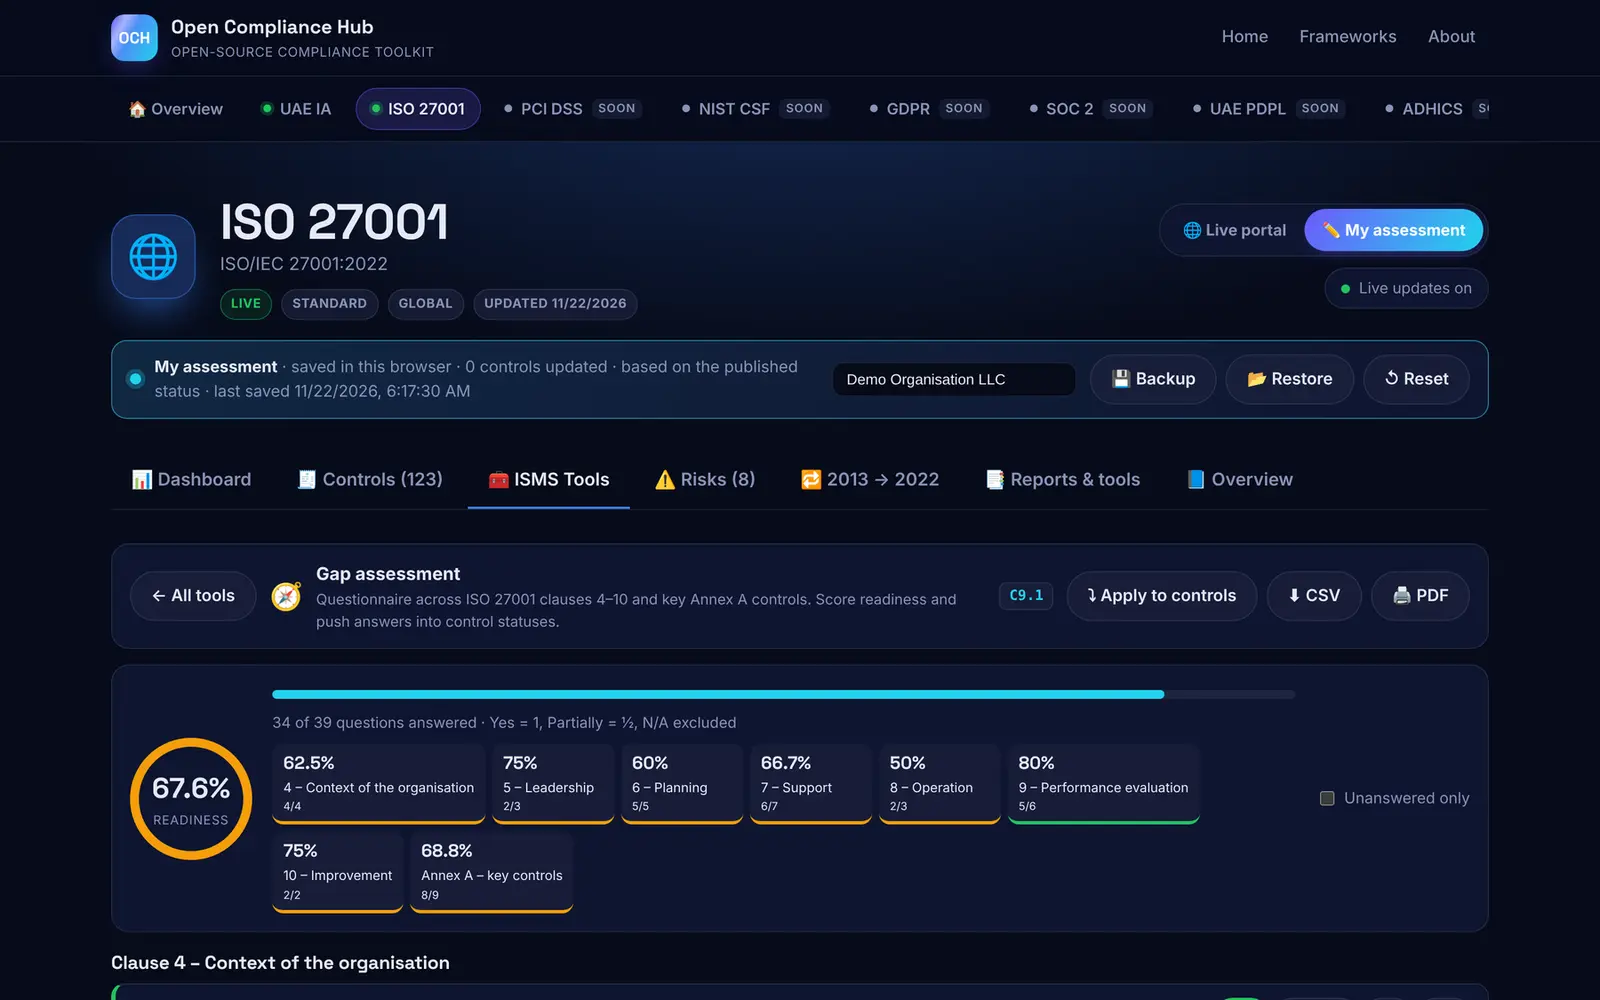 OCH
Open Compliance Hub
OPEN-SOURCE COMPLIANCE TOOLKIT
Home
Frameworks
About
Overview
UAE IA
ISO 27001
PCI DSS SOON
NIST CSF SOON
GDPR SOON
SOC 2 SOON
UAE PDPL SOON
ADHICS
ISO 27001
ISO/IEC 27001:2022
LIVE
STANDARD
GLOBAL
UPDATED 11/22/2026
Live portal
My assessment
Live updates on
My assessment · saved in this browser · 0 controls updated · based on the published
status · last saved 11/22/2026, 6:17:30 AM
Demo Organisation LLC
Backup
Restore
Reset
Dashboard
Controls (123)
ISMS Tools
Risks (8)
2013 → 2022
Reports & tools
Overview
← All tools
Gap assessment
Questionnaire across ISO 27001 clauses 4–10 and key Annex A controls. Score readiness and
push answers into control statuses.
C9.1
⤵ Apply to controls
⬇ CSV
PDF
67.6%
READINESS
34 of 39 questions answered · Yes = 1, Partially = ½, N/A excluded
62.5%
4 – Context of the organisation
4/4
75%
5 – Leadership
2/3
60%
6 – Planning
5/5
66.7%
7 – Support
6/7
50%
8 – Operation
2/3
80%
9 – Performance evaluation
5/6
75%
10 – Improvement
2/2
68.8%
Annex A – key controls
8/9
Unanswered only
Clause 4 – Context of the organisation